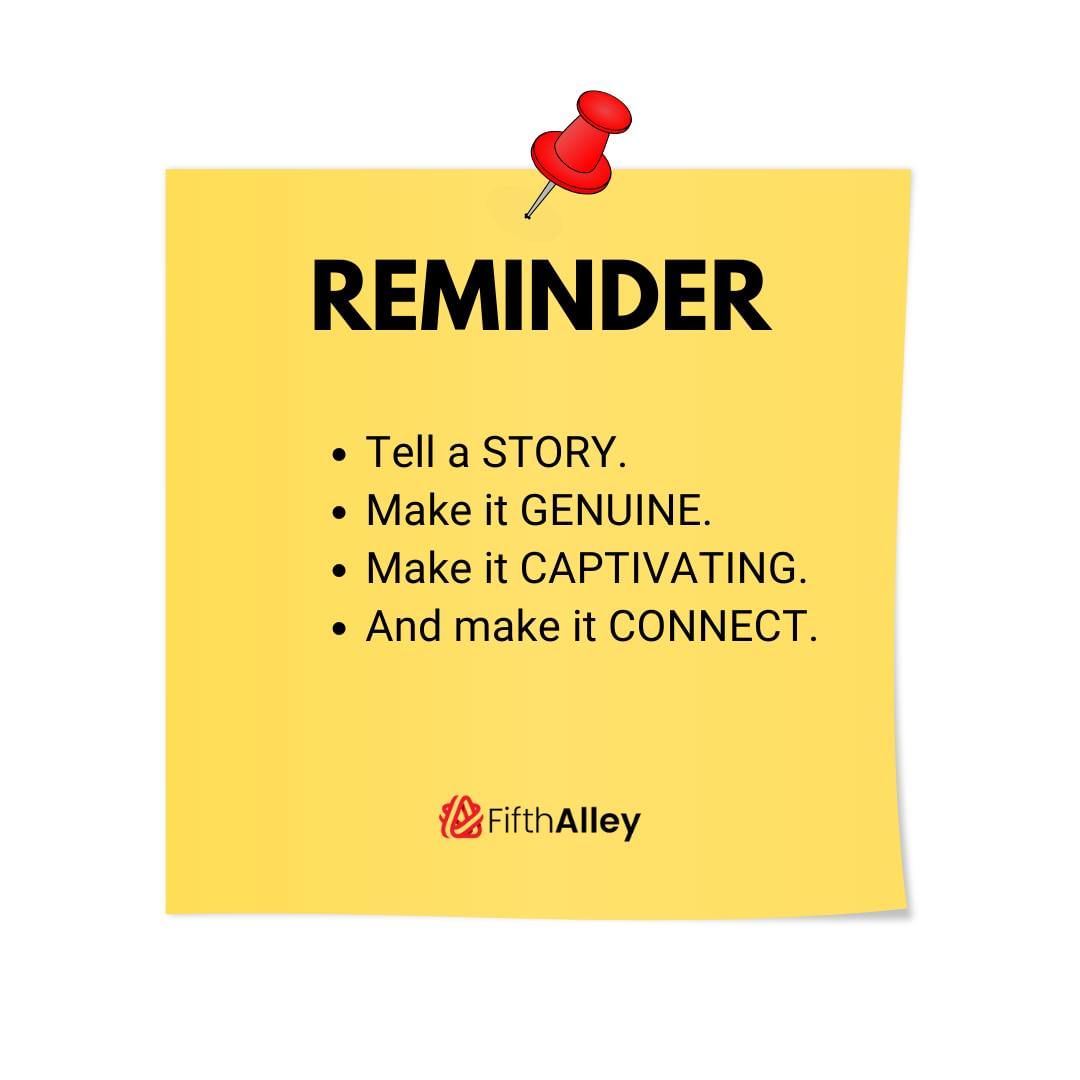 REMINDER
• Tell a STORY.
• Make it GENUINE.
• Make it CAPTIVATING.
• And make it CONNECT.
FifthAlley